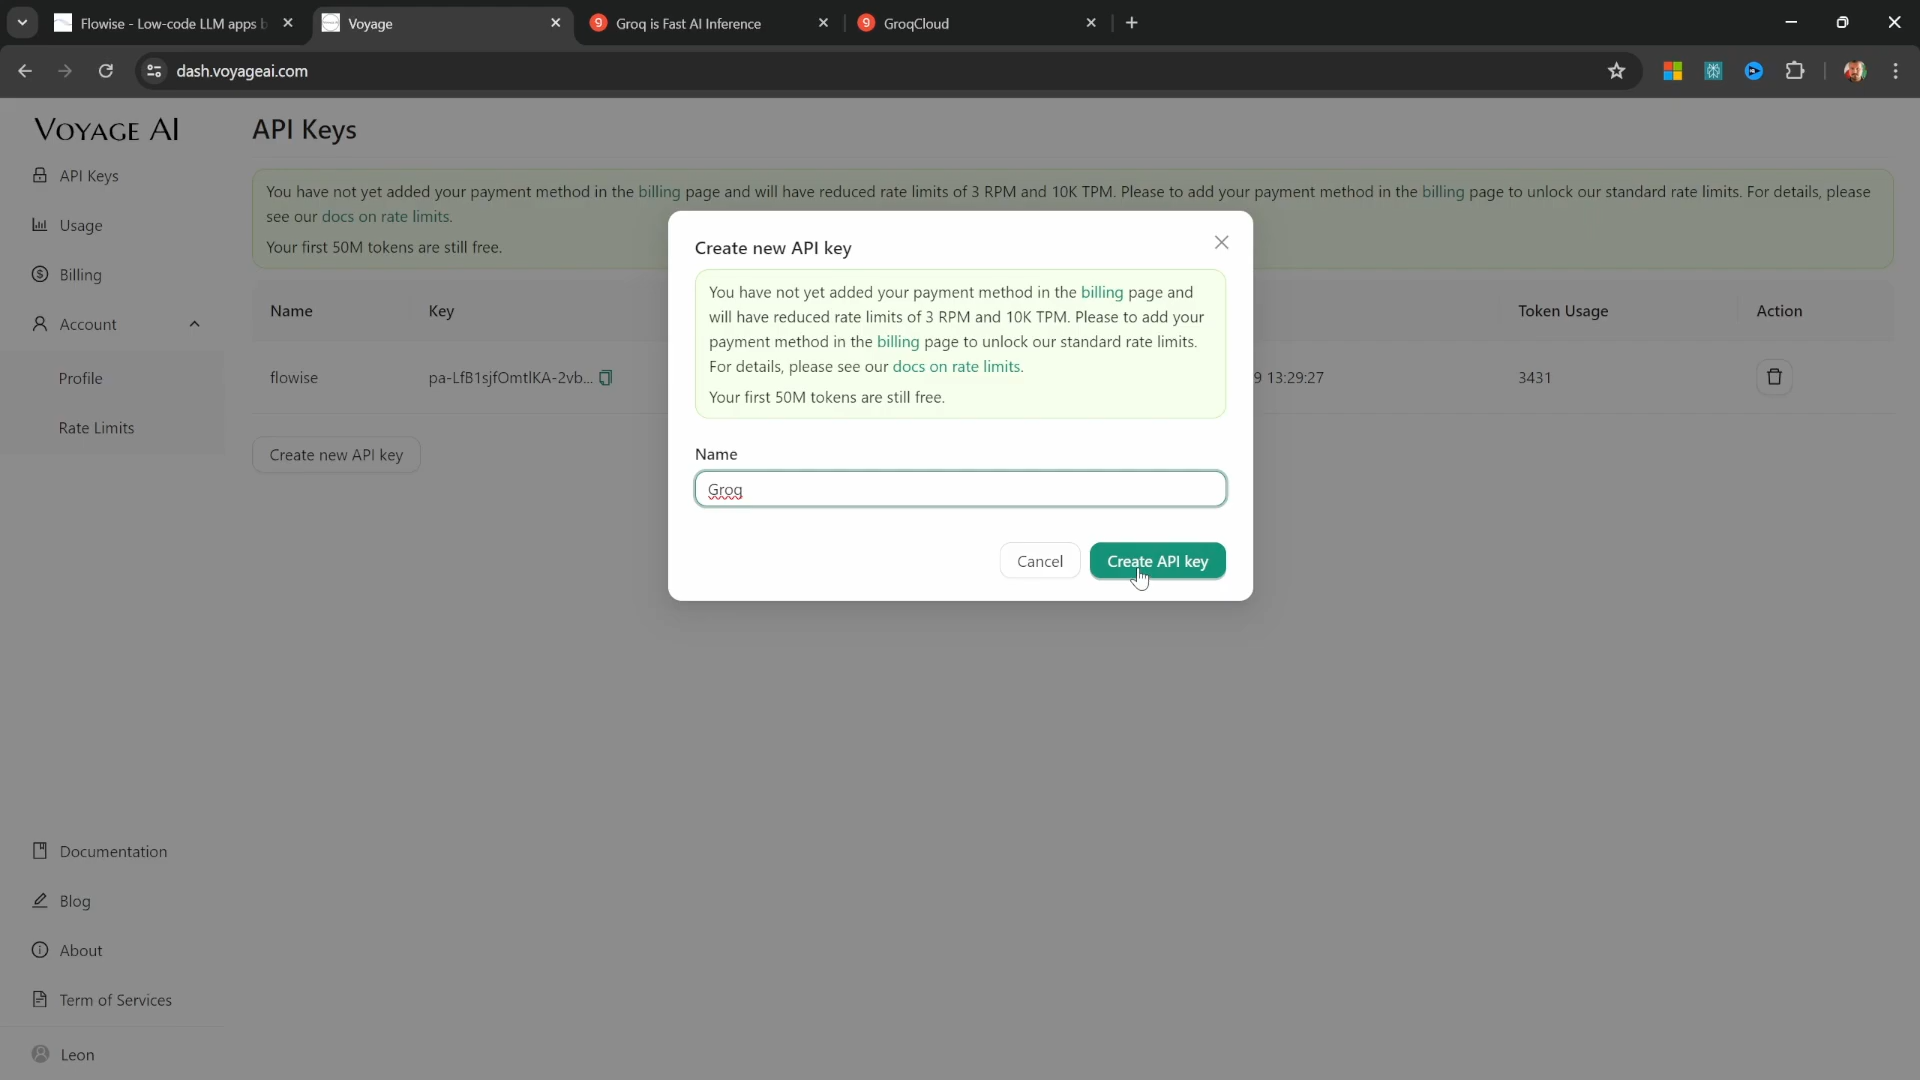 Flowise - Low-code LLM apps b
Voyage
Groq is Fast AI Inference
GroqCloud
dash.voyageai.com
VOYAGE AI
API Keys
API Keys
Usage
Billing
Account
Profile
Rate Limits
You have not yet added your payment method in the billing page and will have reduced rate limits of 3 RPM and 10K TPM. Please to add your payment method in the billing page to unlock our standard rate limits. For details, please
see our docs on rate limits.
Your first 50M tokens are still free.
Name
Key
Token Usage
Action
flowise
pa-LfB1sjfOmtIKA-2vb...
9 13:29:27
3431
Create new API key
Create new API key
You have not yet added your payment method in the billing page and
will have reduced rate limits of 3 RPM and 10K TPM. Please to add your
payment method in the billing page to unlock our standard rate limits.
For details, please see our docs on rate limits.
Your first 50M tokens are still free.
Name
Groq
Cancel
Create API key
Documentation
Blog
About
Term of Services
Leon